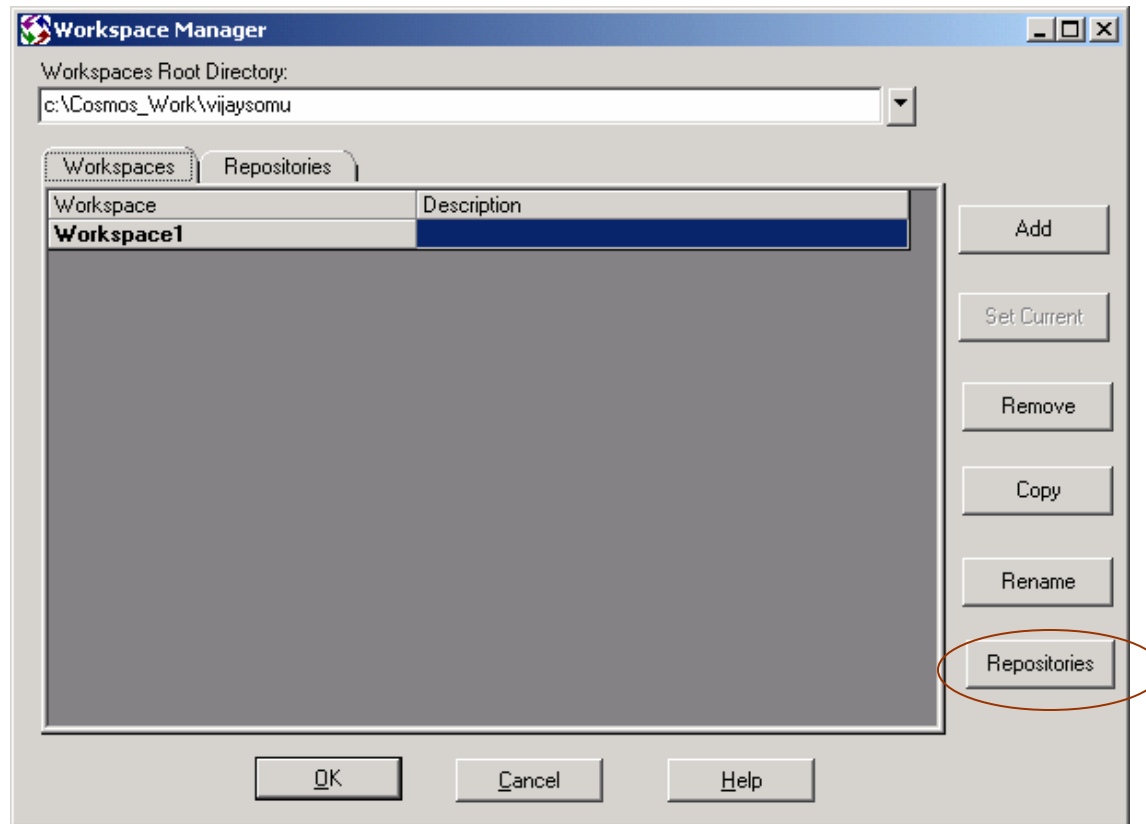 Workspace Manager
Workspaces Root Directory:
c:\Cosmos_Work\vijaysomu
Workspaces Repositories
Workspace Description
Workspace1
Add
Set Current
Remove
Copy
Rename
Repositories
OK Cancel Help